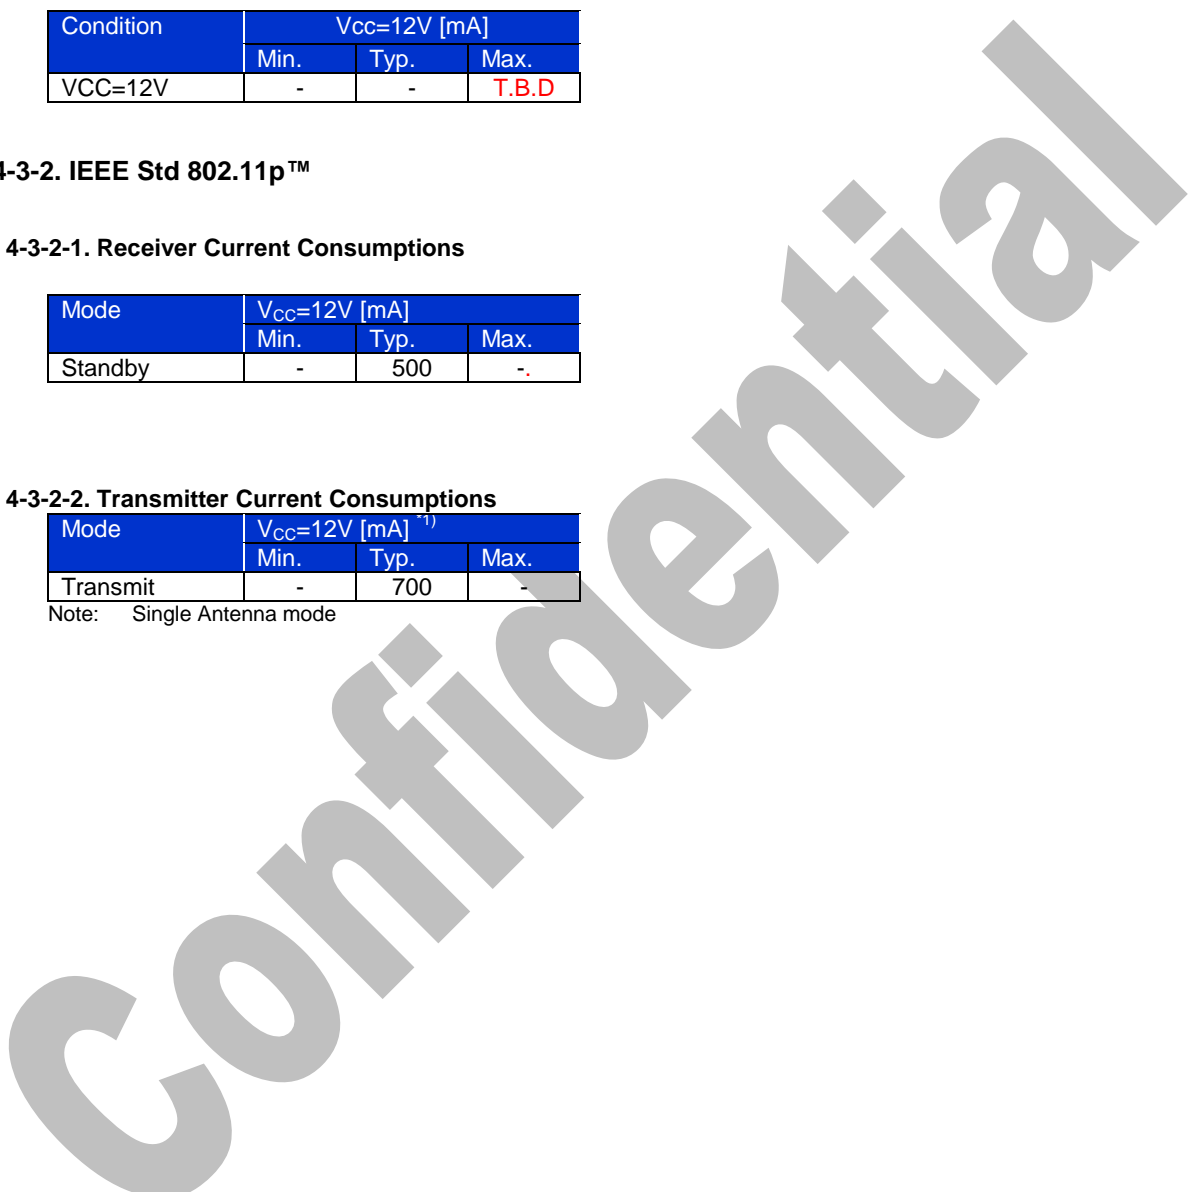 Condition Vcc=12V [mA]
Min. Typ. Max.
VCC=12V - - T.B.D
4-3-2. IEEE Std 802.11p™
4-3-2-1. Receiver Current Consumptions
Mode VCC=12V [mA]
Min. Typ. Max.
Standby - 500 -.
4-3-2-2. Transmitter Current Consumptions
Mode VCC=12V [mA] *1)
Min. Typ. Max.
Transmit - 700 -
Note: Single Antenna mode
Confidential